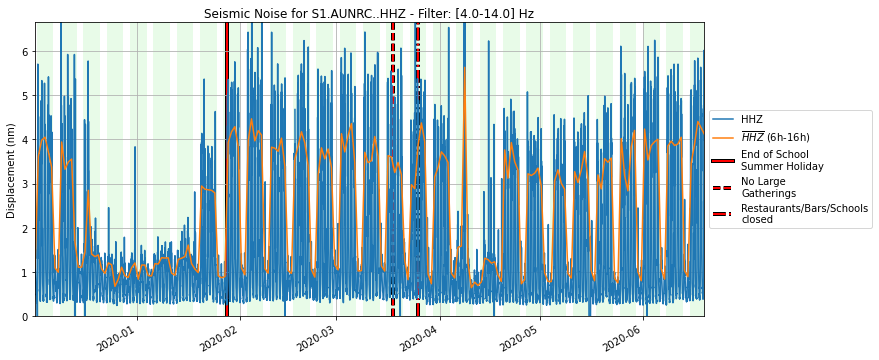 Seismic Noise for S1.AUNRC..HHZ - Filter: [4.0-14.0] Hz
Displacement (nm)
6
5
4
3
2
1
0
2020-01
2020-02
2020-03
2020-04
2020-05
2020-06
HHZ
HHZ (6h-16h)
End of School
Summer Holiday
No Large
Gatherings
Restaurants/Bars/Schools
closed